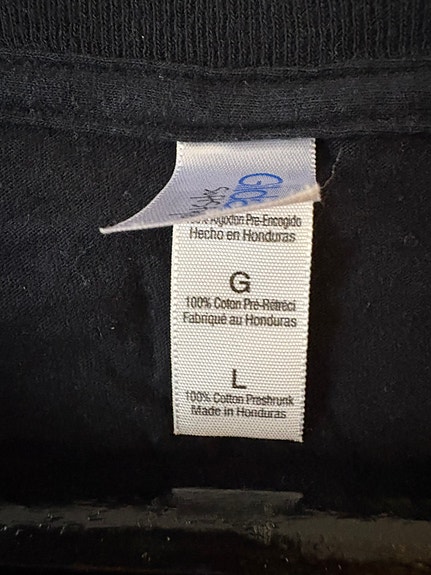 Algodon Pre-Encogido
Hecho en Honduras
G
100% Coton Pré-Rétréci
Fabriqué au Honduras
L
100% Cotton Preshrunk
Made in Honduras